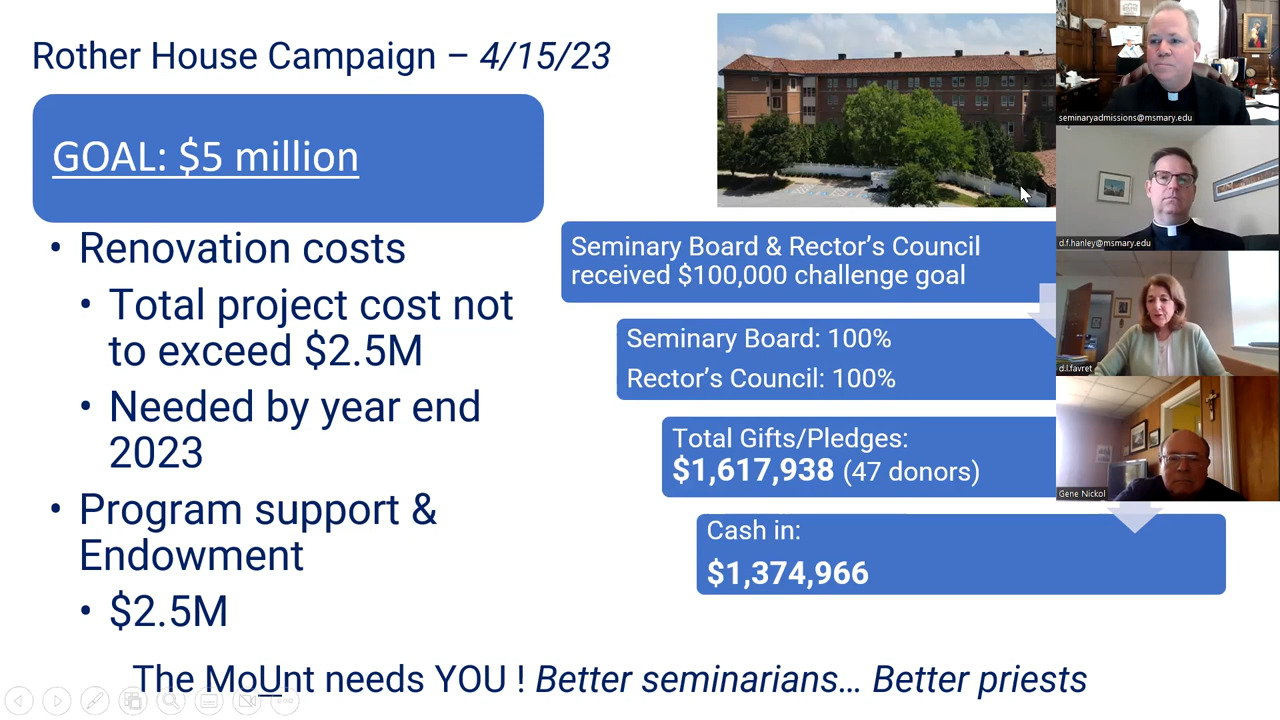 Rother House Campaign – 4/15/23
GOAL: $5 million
• Renovation costs
• Total project cost not
to exceed $2.5M
• Needed by year end
2023
• Program support &
Endowment
• $2.5M
Seminary Board & Rector's Council
received $100,000 challenge goal
Seminary Board: 100%
Rector's Council: 100%
Total Gifts/Pledges:
$1,617,938 (47 donors)
Cash in:
$1,374,966
The MoUnt needs YOU ! Better seminarians… Better priests
seminaryadmissions@msmary.edu
d.f.hanley@msmary.edu
d.l.favret
Gene Nickol